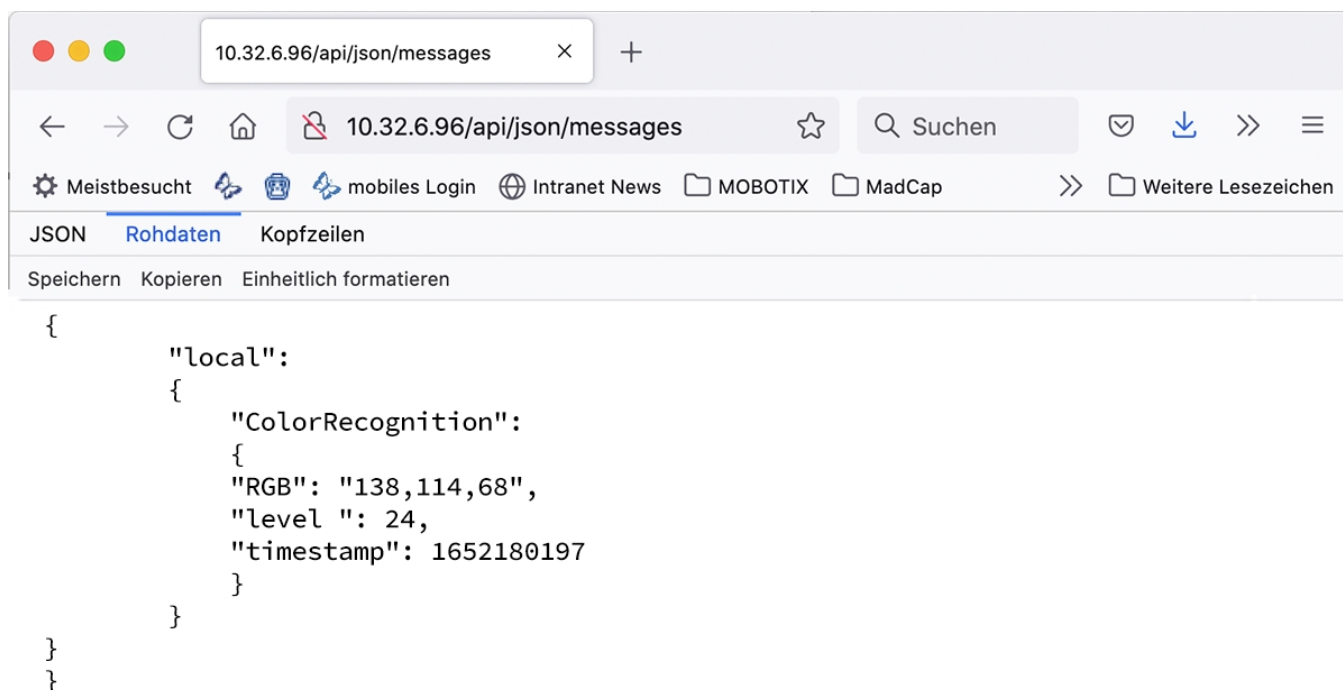 10.32.6.96/api/json/messages
10.32.6.96/api/json/messages Suchen
Meistbesucht mobiles Login Intranet News MOBOTIX MadCap Weitere Lesezeichen
JSON Rohdaten Kopfzeilen
Speichern Kopieren Einheitlich formatieren
{
"local":
{
"ColorRecognition":
{
"RGB": "138,114,68",
"level ": 24,
"timestamp": 1652180197
}
}
}
}